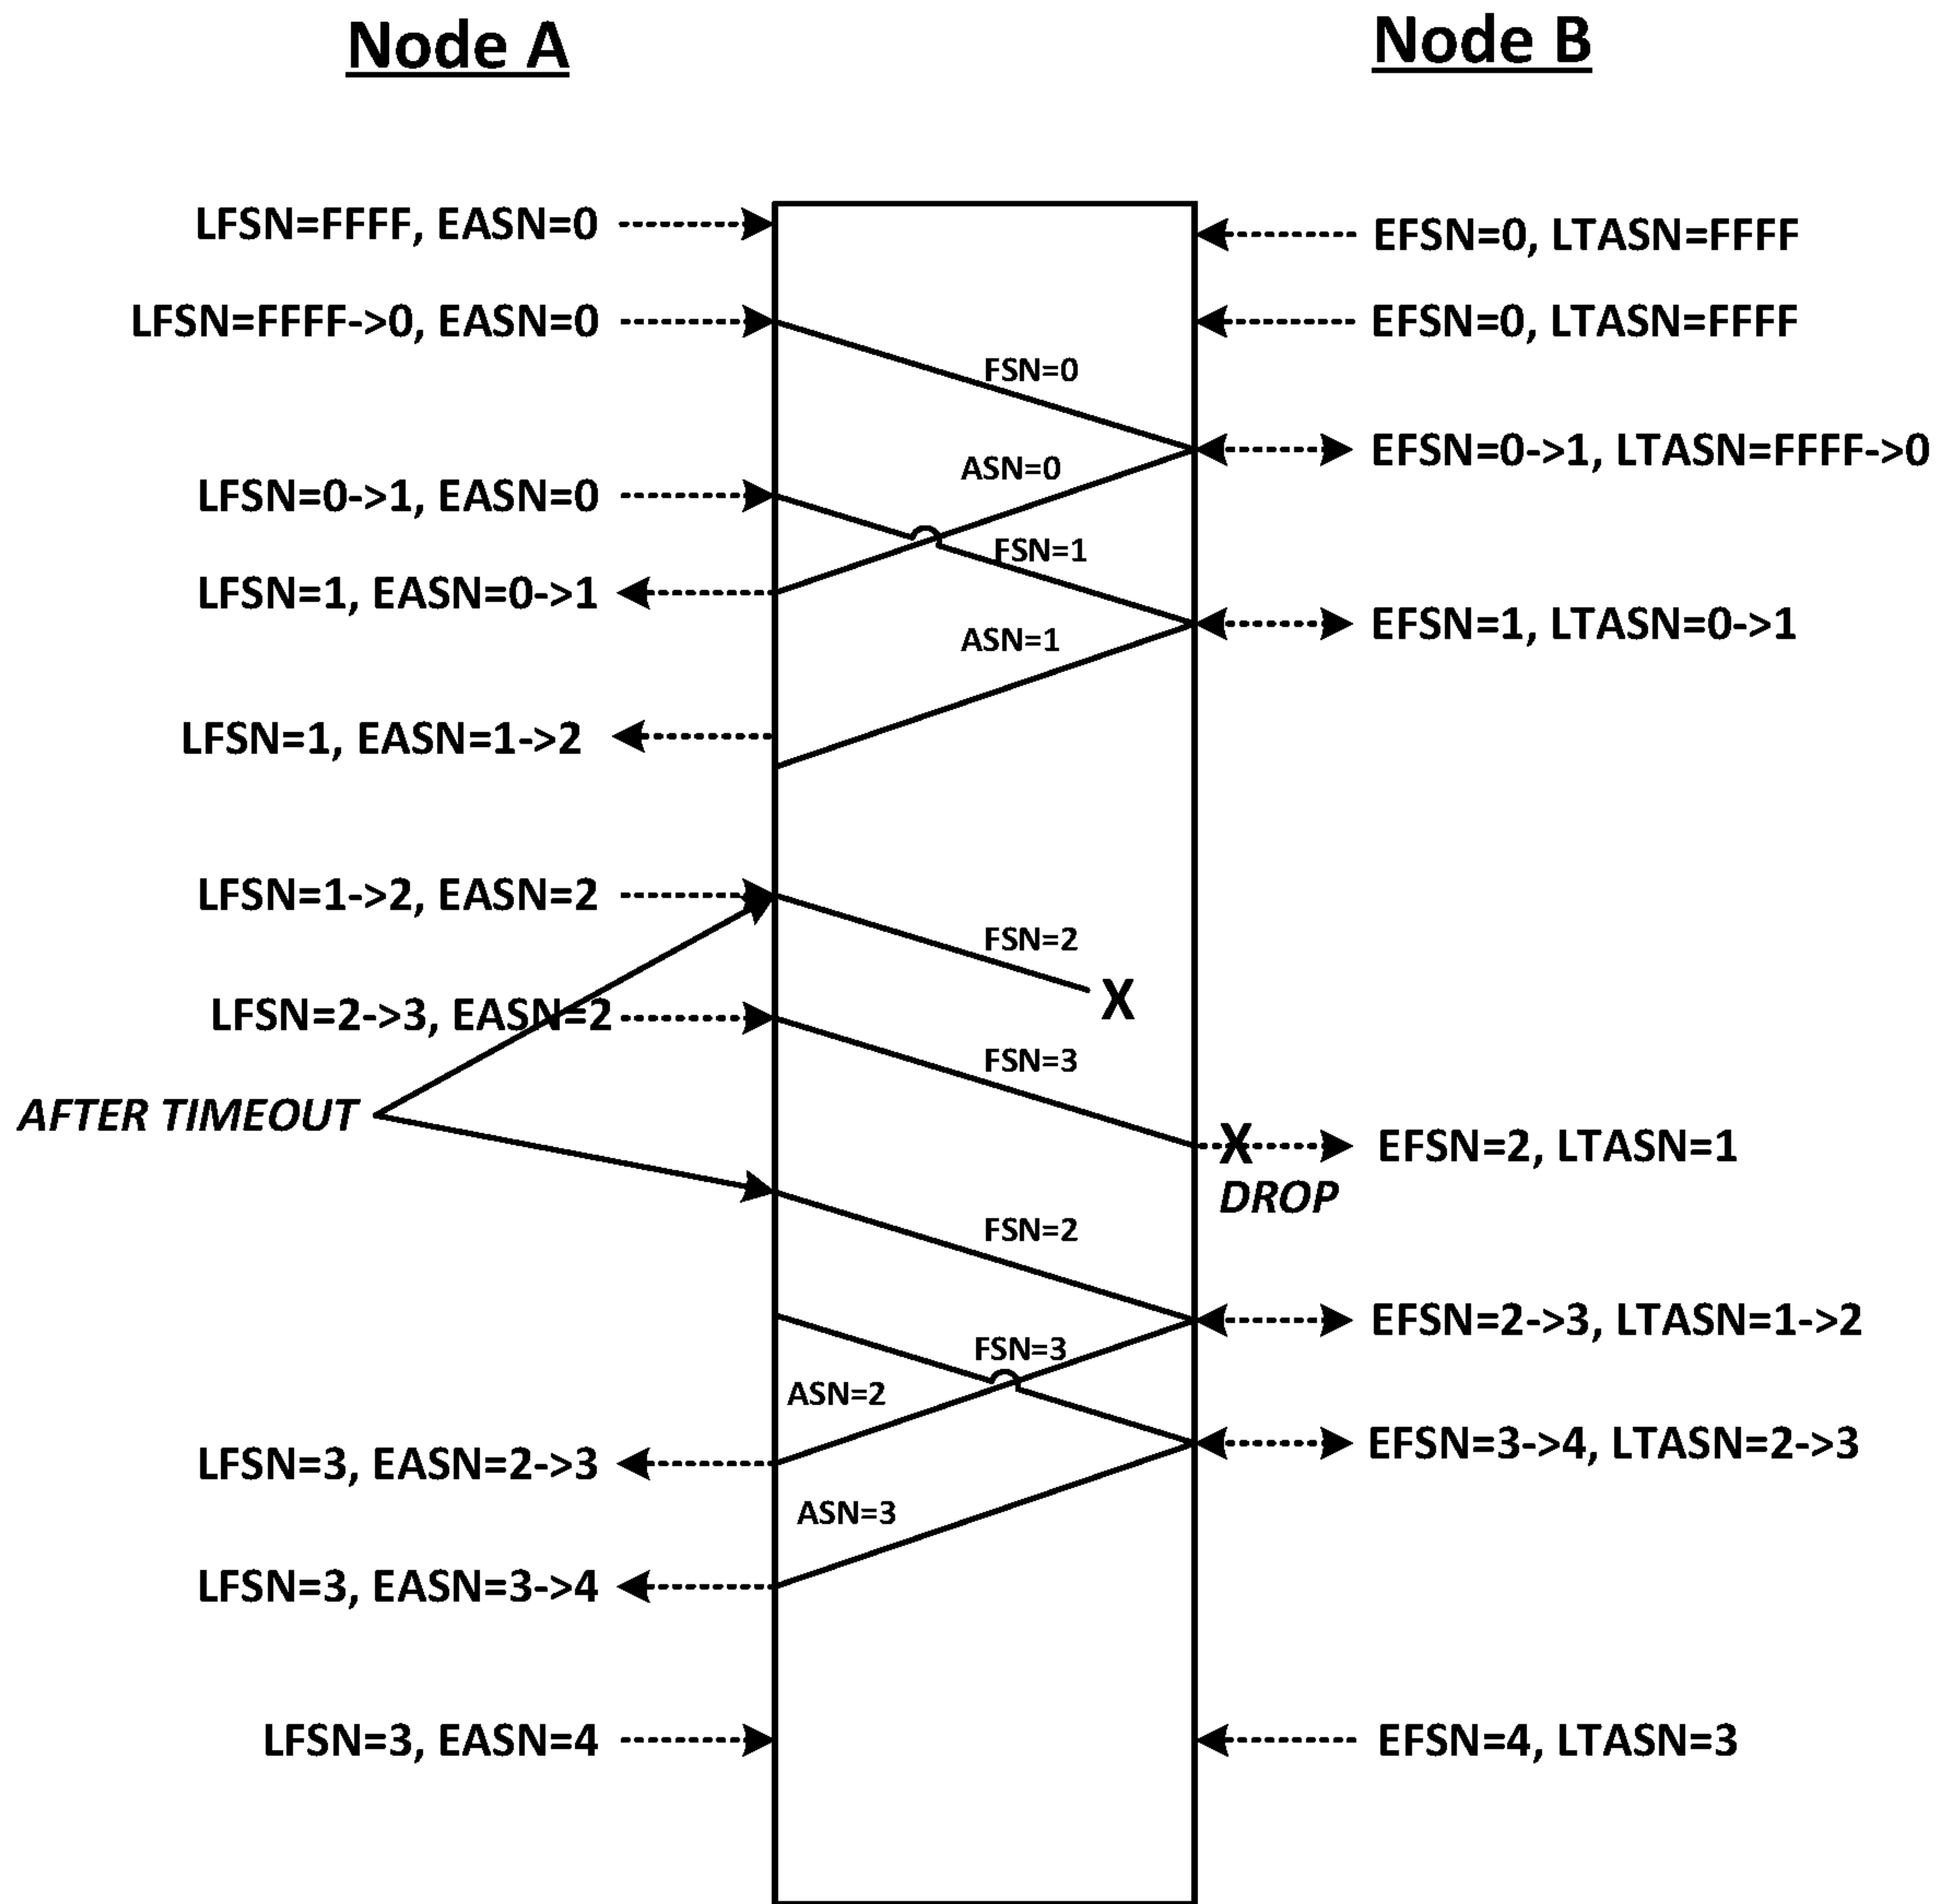 Node A
Node B
LFSN=FFFF, EASN=0
EFSN=0, LTASN=FFFF
LFSN=FFFF->0, EASN=0
EFSN=0, LTASN=FFFF
FSN=0
EFSN=0->1, LTASN=FFFF->0
ASN=0
LFSN=0->1, EASN=0
FSN=1
LFSN=1, EASN=0->1
EFSN=1, LTASN=0->1
ASN=1
LFSN=1, EASN=1->2
LFSN=1->2, EASN=2
FSN=2
X
LFSN=2->3, EASN=2
FSN=3
AFTER TIMEOUT
X
EFSN=2, LTASN=1
DROP
FSN=2
EFSN=2->3, LTASN=1->2
FSN=3
ASN=2
EFSN=3->4, LTASN=2->3
LFSN=3, EASN=2->3
ASN=3
LFSN=3, EASN=3->4
LFSN=3, EASN=4
EFSN=4, LTASN=3